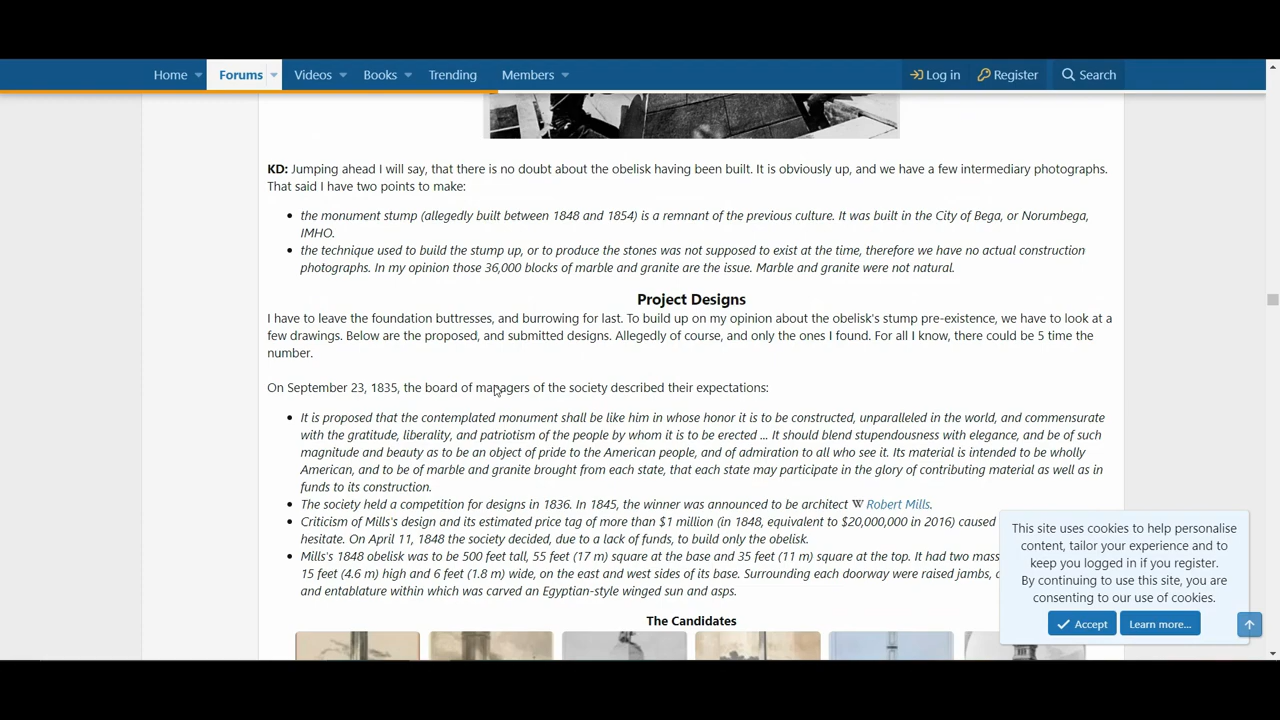 Home Forums Videos Books Trending Members Log in Register Search
KD: Jumping ahead I will say, that there is no doubt about the obelisk having been built. It is obviously up, and we have a few intermediary photographs.
That said I have two points to make:
the monument stump (allegedly built between 1848 and 1854) is a remnant of the previous culture. It was built in the City of Bega, or Norumbega,
IMHO.
the technique used to build the stump up, or to produce the stones was not supposed to exist at the time, therefore we have no actual construction
photographs. In my opinion those 36,000 blocks of marble and granite are the issue. Marble and granite were not natural.
Project Designs
I have to leave the foundation buttresses, and burrowing for last. To build up on my opinion about the obelisk's stump pre-existence, we have to look at a
few drawings. Below are the proposed, and submitted designs. Allegedly of course, and only the ones I found. For all I know, there could be 5 time the
number.
On September 23, 1835, the board of managers of the society described their expectations:
It is proposed that the contemplated monument shall be like him in whose honor it is to be constructed, unparalleled in the world, and commensurate
with the gratitude, liberality, and patriotism of the people by whom it is to be erected ... It should blend stupendousness with elegance, and be of such
magnitude and beauty as to be an object of pride to the American people, and of admiration to all who see it. Its material is intended to be wholly
American, and to be of marble and granite brought from each state, that each state may participate in the glory of contributing material as well as in
funds to its construction.
The society held a competition for designs in 1836. In 1845, the winner was announced to be architect W Robert Mills.
Criticism of Mills's design and its estimated price tag of more than $1 million (in 1848, equivalent to $20,000,000 in 2016) caused
hesitate. On April 11, 1848 the society decided, due to a lack of funds, to build only the obelisk.
Mills's 1848 obelisk was to be 500 feet tall, 55 feet (17 m) square at the base and 35 feet (11 m) square at the top. It had two mass
15 feet (4.6 m) high and 6 feet (1.8 m) wide, on the east and west sides of its base. Surrounding each doorway were raised jambs,
and entablature within which was carved an Egyptian-style winged sun and asps.
The Candidates
This site uses cookies to help personalise
content, tailor your experience and to
keep you logged in if you register.
By continuing to use this site, you are
consenting to our use of cookies.
Accept Learn more...